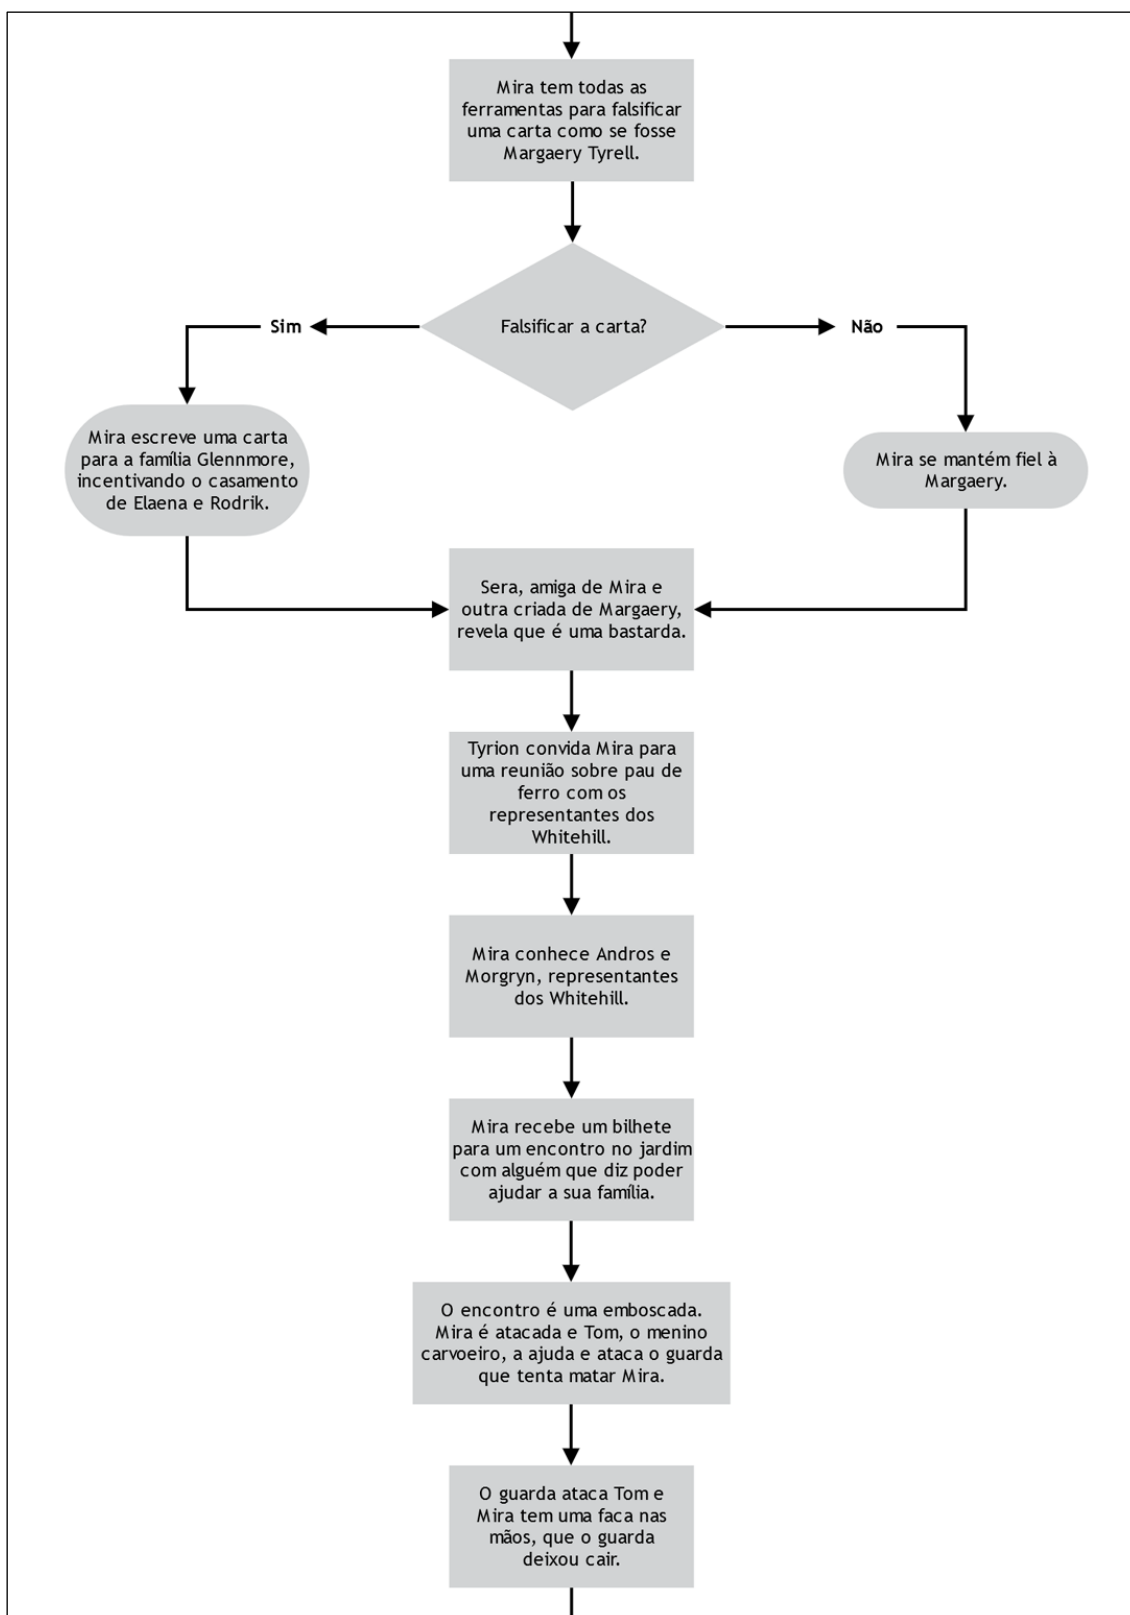 Mira tem todas as
ferramentas para falsificar
uma carta como se fosse
Margaery Tyrell.
Falsificar a carta?
Sim
Não
Mira escreve uma carta
para a família Glennmore,
incentivando o casamento
de Elaena e Rodrik.
Mira se mantém fiel à
Margaery.
Sera, amiga de Mira e
outra criada de Margaery,
revela que é uma bastarda.
Tyrion convida Mira para
uma reunião sobre pau de
ferro com os
representantes dos
Whitehill.
Mira conhece Andros e
Morgryn, representantes
dos Whitehill.
Mira recebe um bilhete
para um encontro no jardim
com alguém que diz poder
ajudar a sua família.
O encontro é uma emboscada.
Mira é atacada e Tom, o menino
carvoeiro, a ajuda e ataca o guarda
que tenta matar Mira.
O guarda ataca Tom e
Mira tem uma faca nas
mãos, que o guarda
deixou cair.